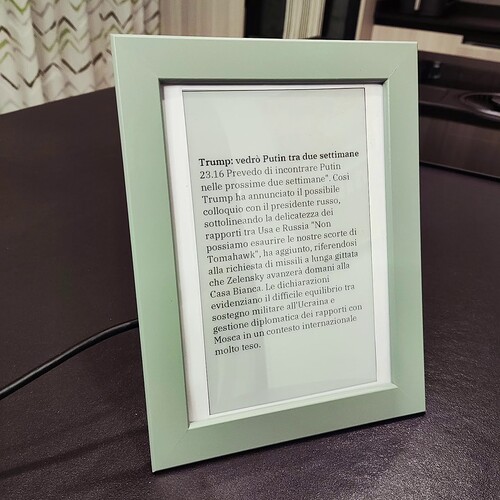 Trump: vedrò Putin tra due settimane
23.16 Prevedo di incontrare Putin
nelle prossime due settimane". Così
Trump ha annunciato il possibile
colloquio con il presidente russo,
sottolineando la delicatezza dei
rapporti tra Usa e Russia "Non
possiamo esaurire le nostre scorte di
Tomahawk", ha aggiunto, riferendosi
alla richiesta di missili a lunga gittata
che Zelensky avanzerà domani alla
Casa Bianca. Le dichiarazioni
evidenziano il difficile equilibrio tra
sostegno militare all'Ucraina e
gestione diplomatica dei rapporti con
Mosca in un contesto internazionale
molto teso.